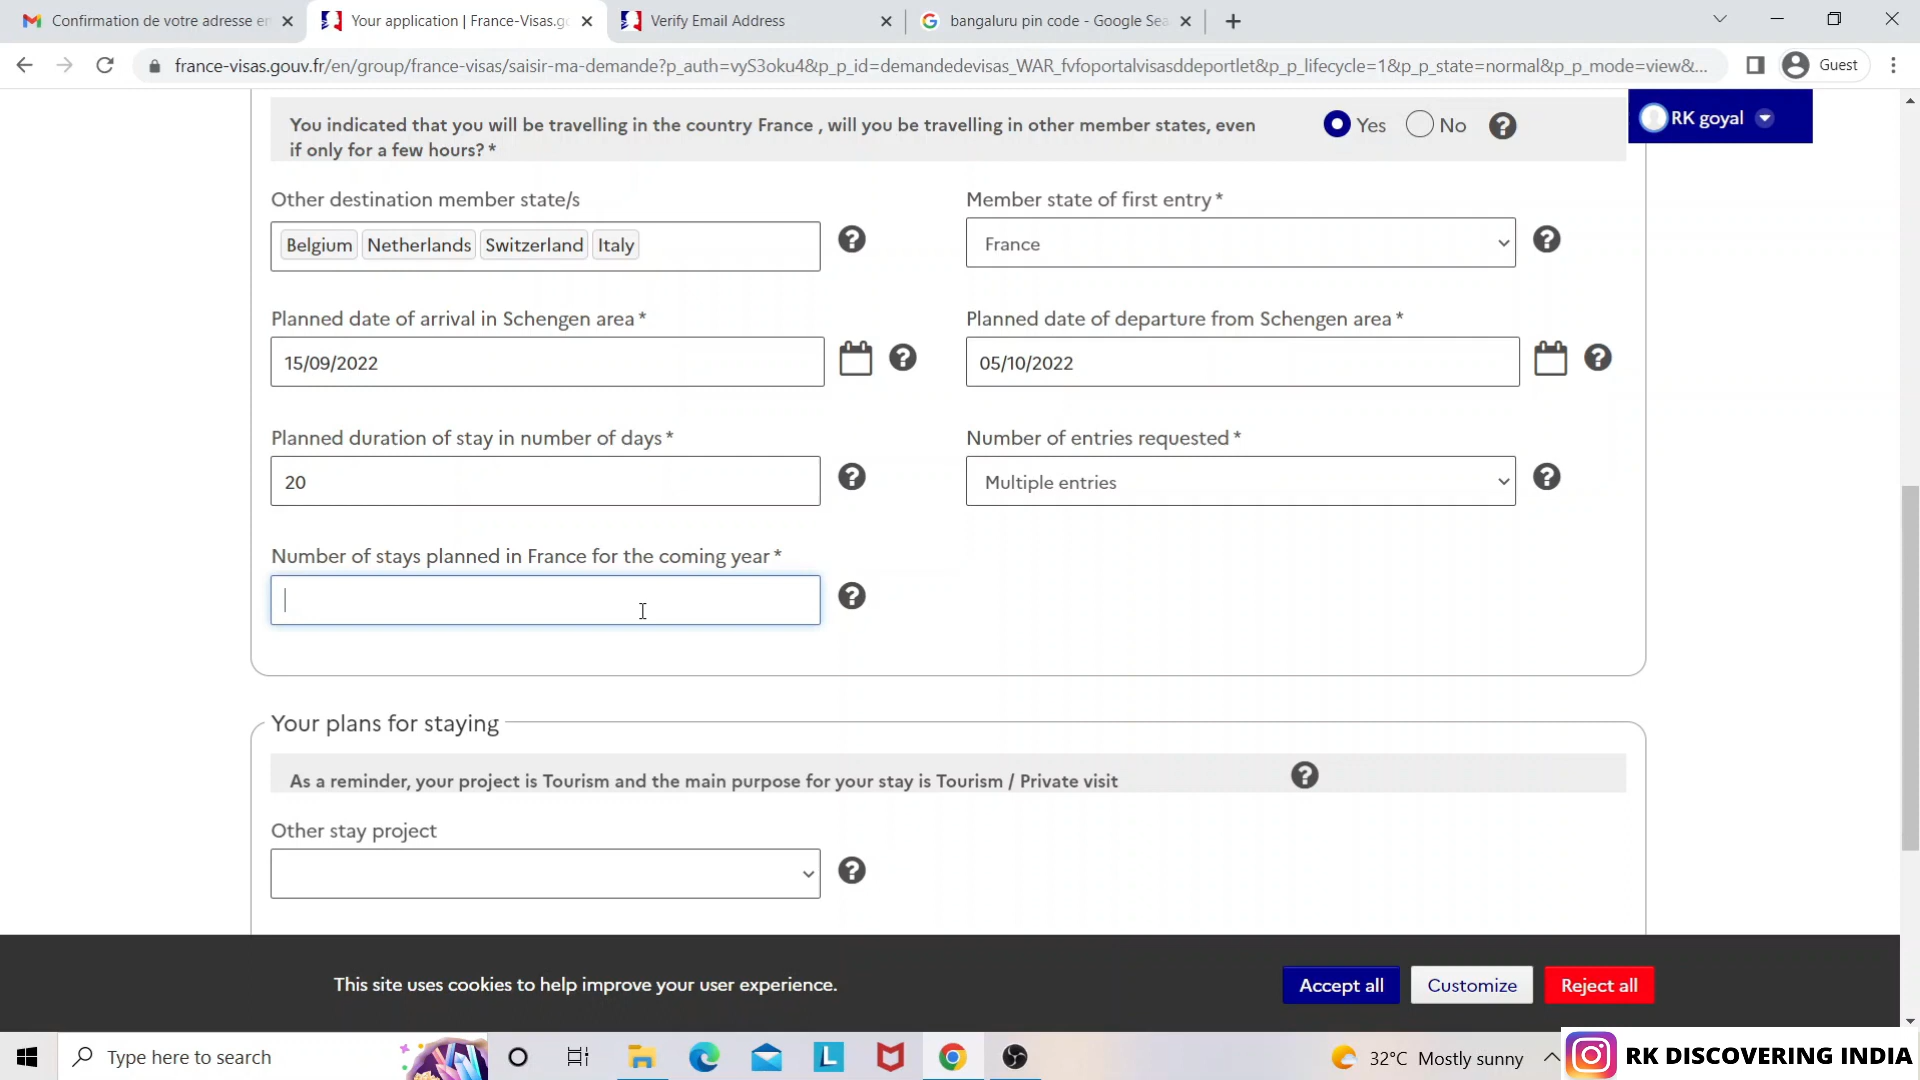 Confirmation de votre adresse en
Your application | France-Visas.go
Verify Email Address
bangaluru pin code - Google Sea
france-visas.gouv.fr/en/group/france-visas/saisir-ma-demande?p_auth=vyS3oku4&p_p_id=demandedevisas_WAR_fvfoportalvisasddeportlet&p_p_lifecycle=1&p_p_state=normal&p_p_mode=view&...
Guest
RK goyal
You indicated that you will be travelling in the country France , will you be travelling in other member states, even
if only for a few hours? *
Yes No ?
Other destination member state/s
Member state of first entry *
Belgium Netherlands Switzerland Italy ?
France ?
Planned date of arrival in Schengen area *
Planned date of departure from Schengen area *
15/09/2022 ?
05/10/2022 ?
Planned duration of stay in number of days *
Number of entries requested *
20 ?
Multiple entries ?
Number of stays planned in France for the coming year *
?
Your plans for staying
As a reminder, your project is Tourism and the main purpose for your stay is Tourism / Private visit ?
Other stay project
?
This site uses cookies to help improve your user experience.
Accept all
Customize
Reject all
Type here to search
L
32°C Mostly sunny
RK DISCOVERING INDIA